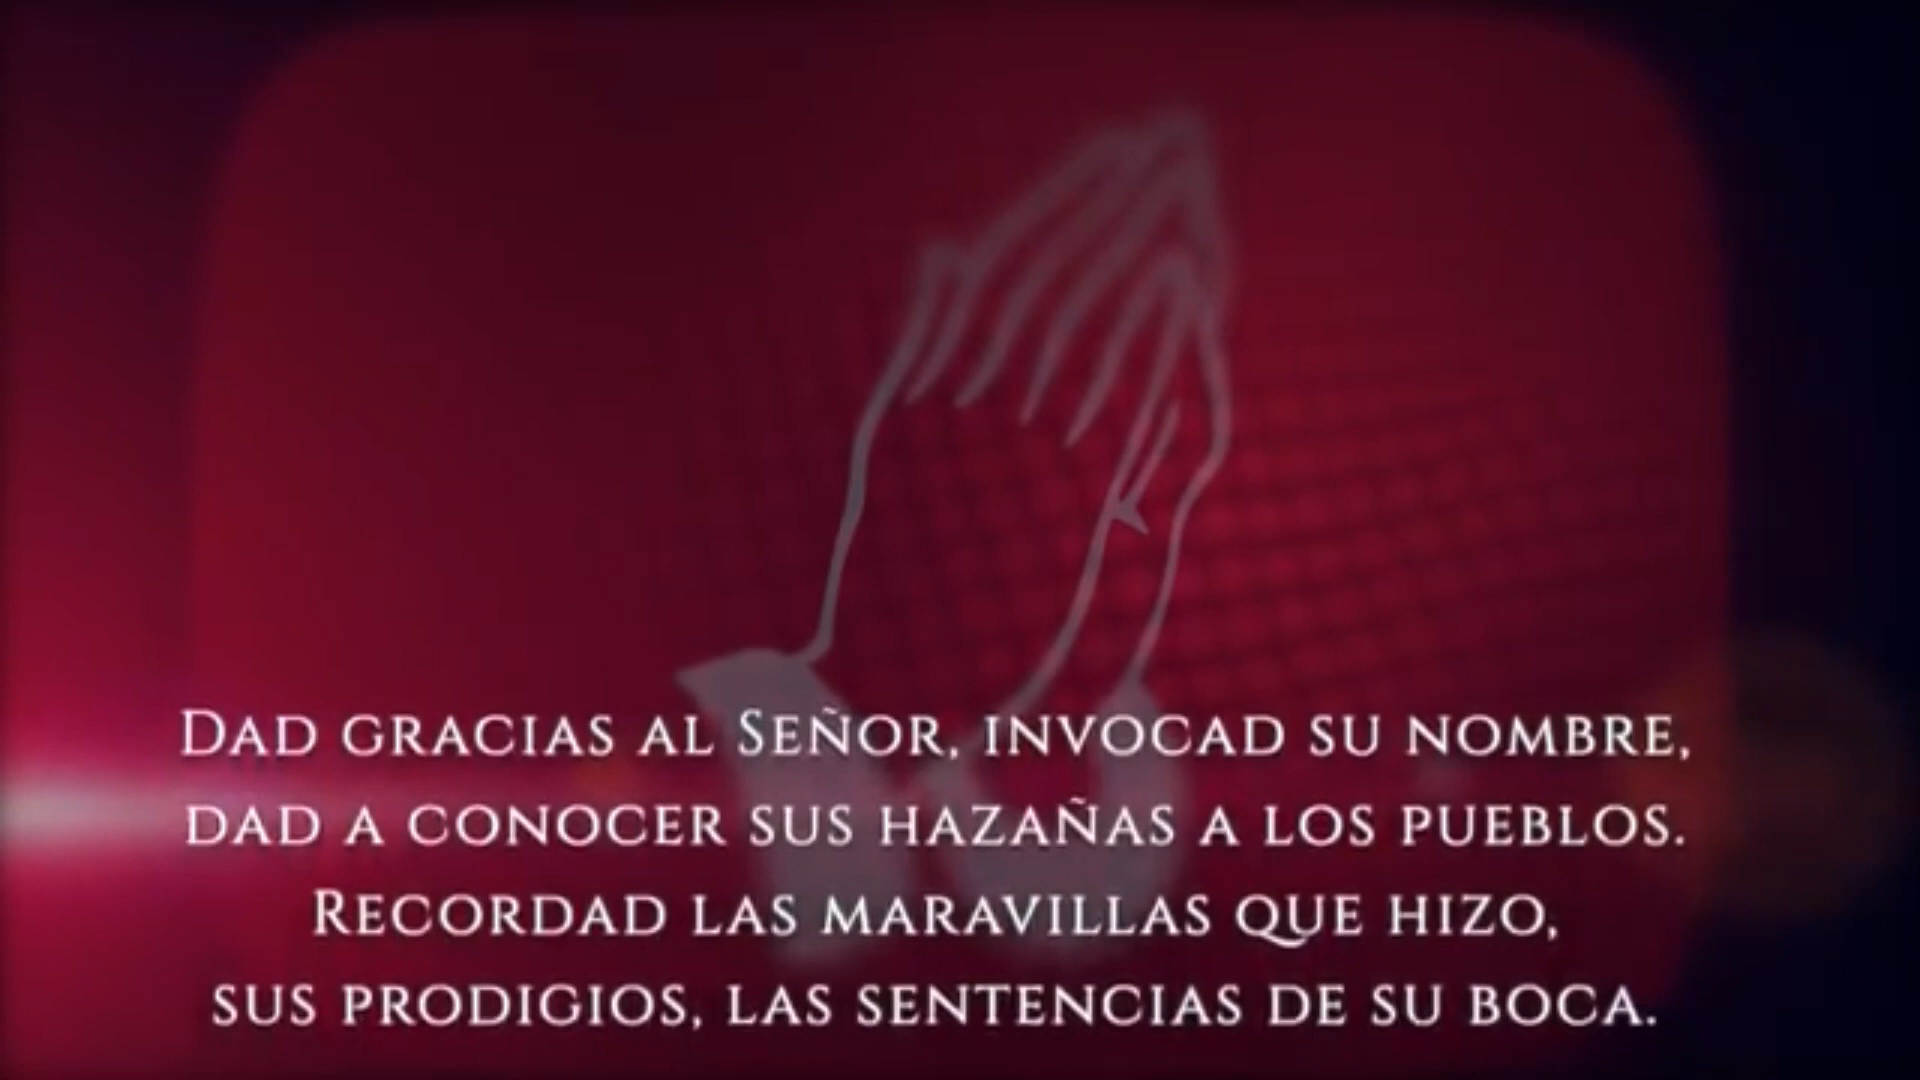 Dad gracias al Señor, invocad su nombre,
dad a conocer sus hazañas a los pueblos.
Recordad las maravillas que hizo,
sus prodigios, las sentencias de su boca.